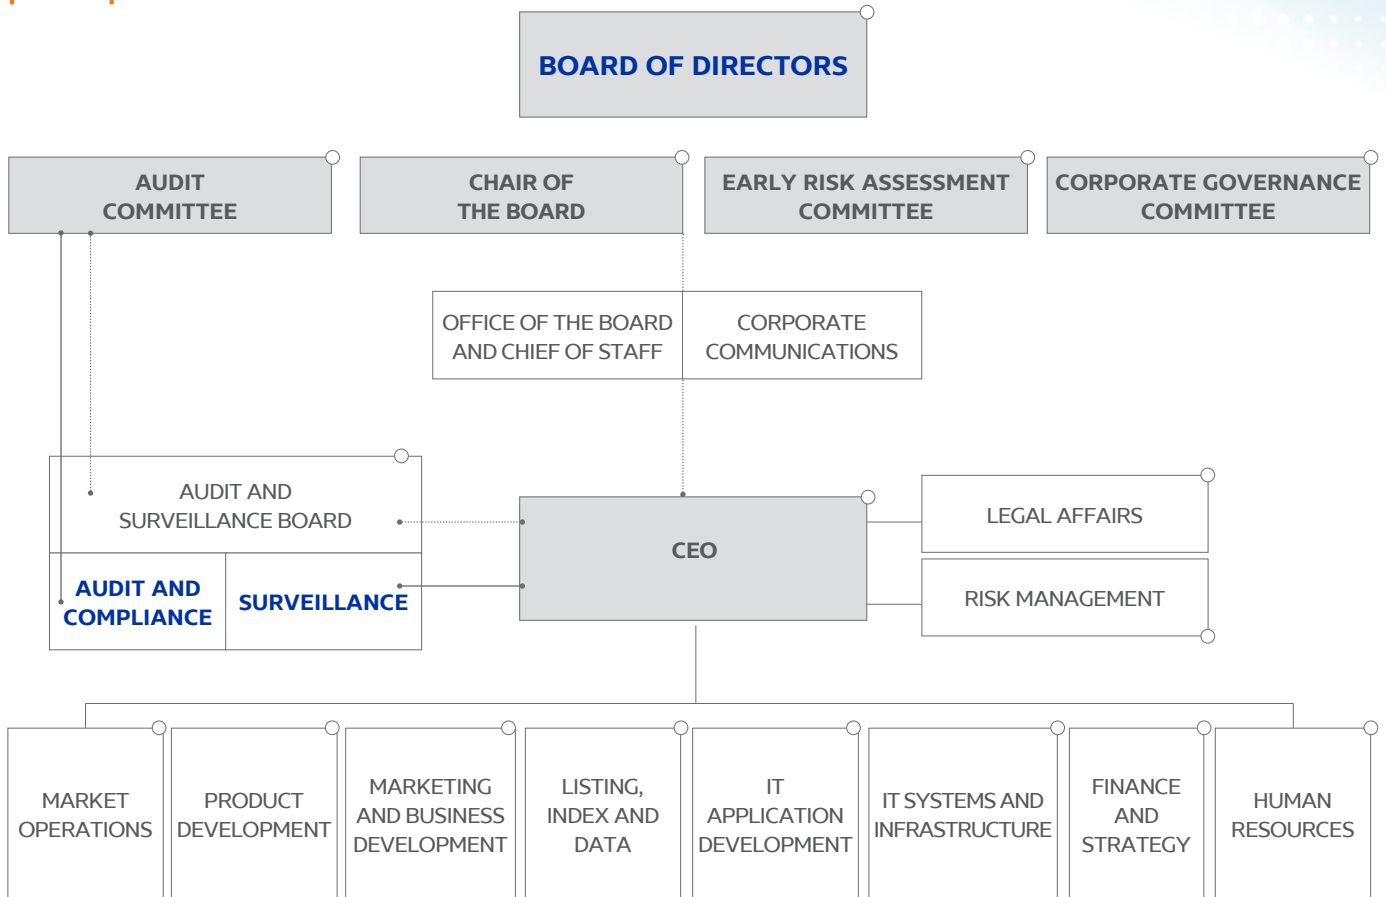 BOARD OF DIRECTORS
AUDIT
COMMITTEE
CHAIR OF
THE BOARD
EARLY RISK ASSESSMENT
COMMITTEE
CORPORATE GOVERNANCE
COMMITTEE
OFFICE OF THE BOARD
AND CHIEF OF STAFF
CORPORATE
COMMUNICATIONS
AUDIT AND
SURVEILLANCE BOARD
AUDIT AND
COMPLIANCE
SURVEILLANCE
CEO
LEGAL AFFAIRS
RISK MANAGEMENT
MARKET
OPERATIONS
PRODUCT
DEVELOPMENT
MARKETING
AND BUSINESS
DEVELOPMENT
LISTING,
INDEX AND
DATA
IT
APPLICATION
DEVELOPMENT
IT SYSTEMS AND
INFRASTRUCTURE
FINANCE
AND
STRATEGY
HUMAN
RESOURCES